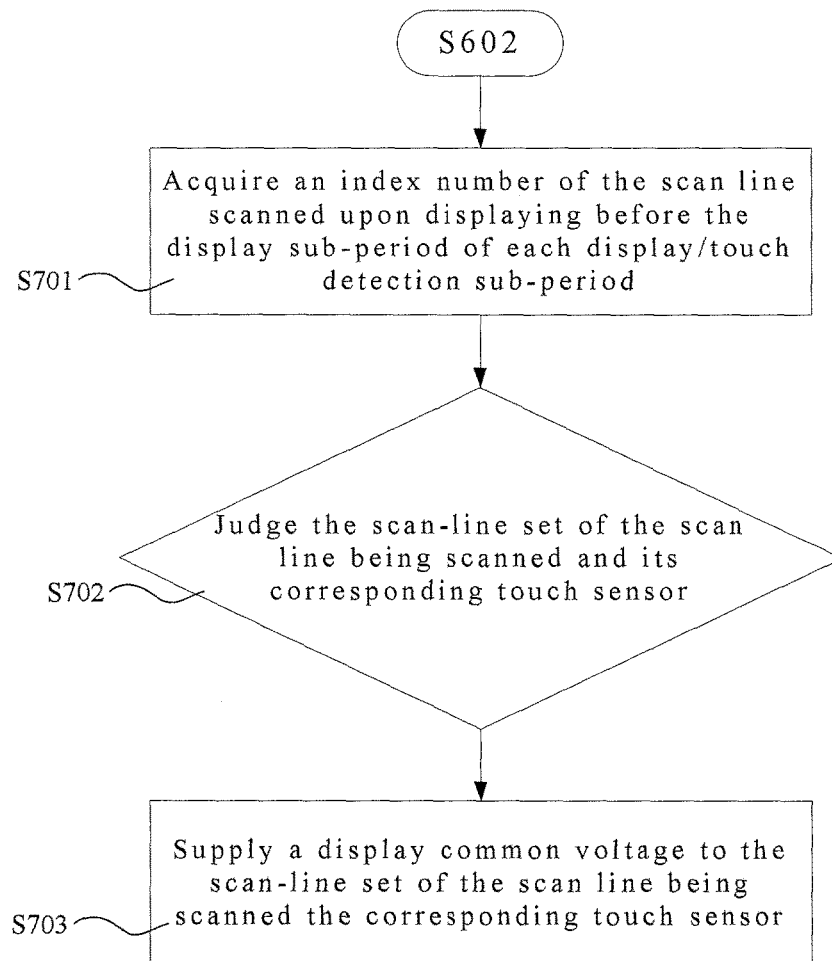 S602
Acquire an index number of the scan line
scanned upon displaying before the
display sub-period of each display/touch
detection sub-period
S701
Judge the scan-line set of the scan
line being scanned and its
corresponding touch sensor
S702
Supply a display common voltage to the
scan-line set of the scan line being
scanned the corresponding touch sensor
S703